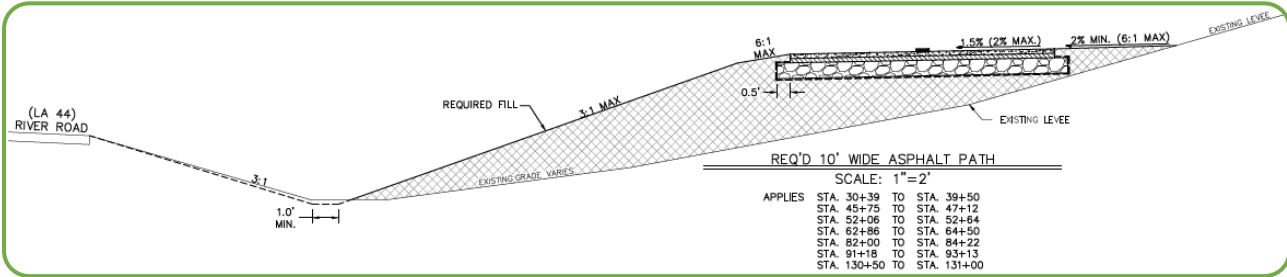 EXISTING LEVEE
6:1
MAX
1.5% (2% MAX.)
2% MIN. (6:1 MAX)
0.5'
REQUIRED FILL
3:1 MAX
(LA 44)
RIVER ROAD
EXISTING LEVEE
3:1
EXISTING GRADE VARIES
1.0'
MIN.
REQ'D 10' WIDE ASPHALT PATH
SCALE: 1"=2'
APPLIES STA. 30+39 TO STA. 39+50
STA. 45+75 TO STA. 47+12
STA. 52+06 TO STA. 52+64
STA. 62+86 TO STA. 64+50
STA. 82+00 TO STA. 84+22
STA. 91+18 TO STA. 93+13
STA. 130+50 TO STA. 131+00